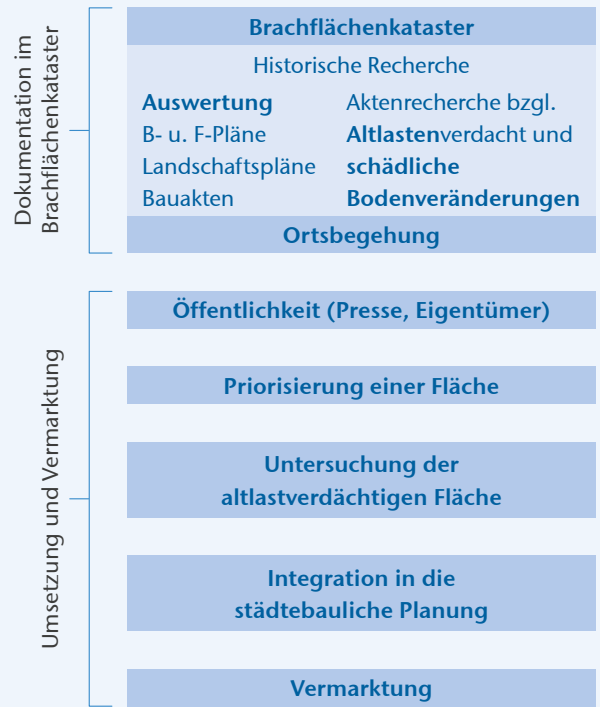 Dokumentation im
Brachflächenkataster
Brachflächenkataster
Historische Recherche
Auswertung
B- u. F-Pläne
Landschaftspläne
Bauakten
Aktenrecherche bzgl.
Altlastenverdacht und
schädliche
Bodenveränderungen
Ortsbegehung
Umsetzung und Vermarktung
Öffentlichkeit (Presse, Eigentümer)
Priorisierung einer Fläche
Untersuchung der
altlastverdächtigen Fläche
Integration in die
städtebauliche Planung
Vermarktung